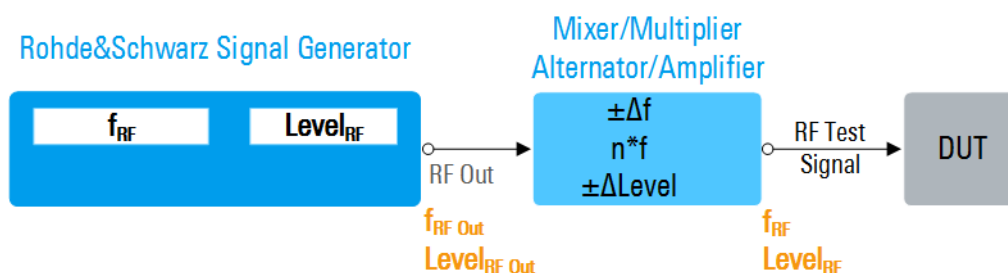 Rohde&Schwarz Signal Generator
Mixer/Multiplier
Alternator/Amplifier
fRF
LevelRF
RF Out
fRF Out
LevelRF Out
±Δf
n*f
±ΔLevel
RF Test
Signal
fRF
LevelRF
DUT